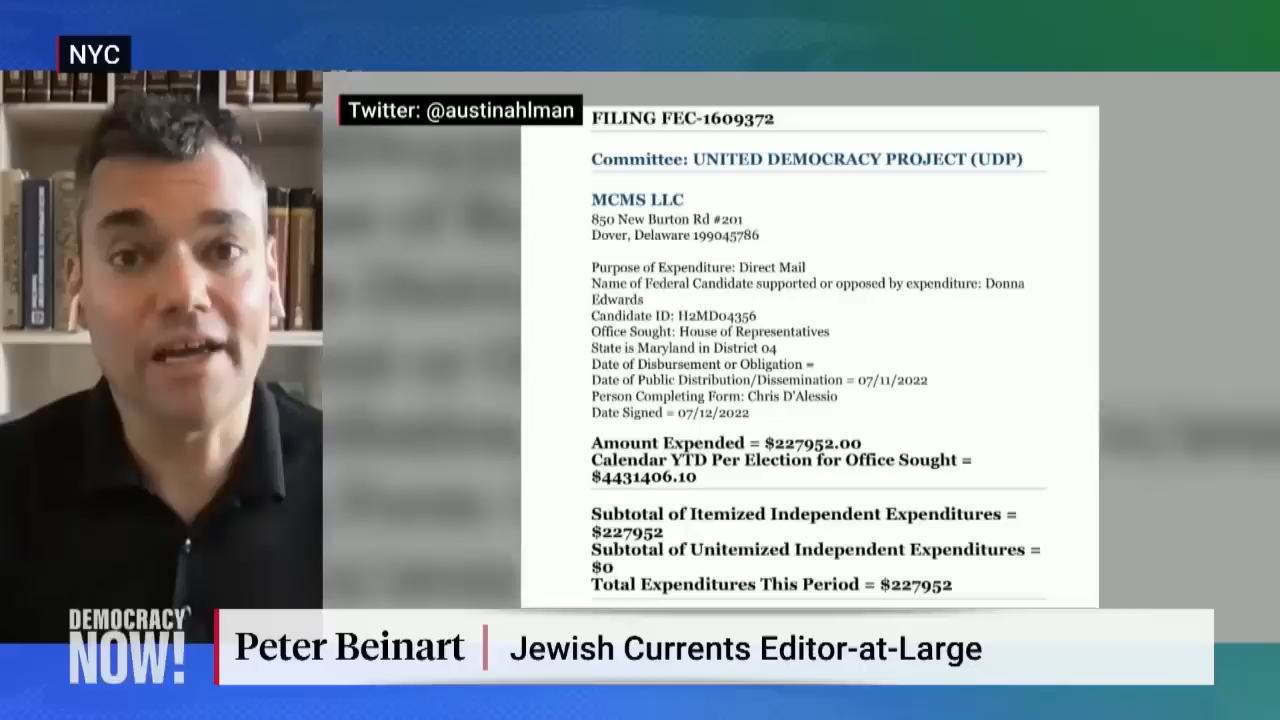 NYC
Twitter: @austinahlman
FILING FEC-1609372
Committee: UNITED DEMOCRACY PROJECT (UDP)
MCMS LLC
850 New Burton Rd #201
Dover, Delaware 199045786
Purpose of Expenditure: Direct Mail
Name of Federal Candidate supported or opposed by expenditure: Donna
Edwards
Candidate ID: H2MD04356
Office Sought: House of Representatives
State is Maryland in District 04
Date of Disbursement or Obligation =
Date of Public Distribution/Dissemination = 07/11/2022
Person Completing Form: Chris D'Alessio
Date Signed = 07/12/2022
Amount Expended = $227952.00
Calendar YTD Per Election for Office Sought =
$4431406.10
Subtotal of Itemized Independent Expenditures =
$227952
Subtotal of Unitemized Independent Expenditures =
$0
Total Expenditures This Period = $227952
DEMOCRACY
NOW!
Peter Beinart | Jewish Currents Editor-at-Large